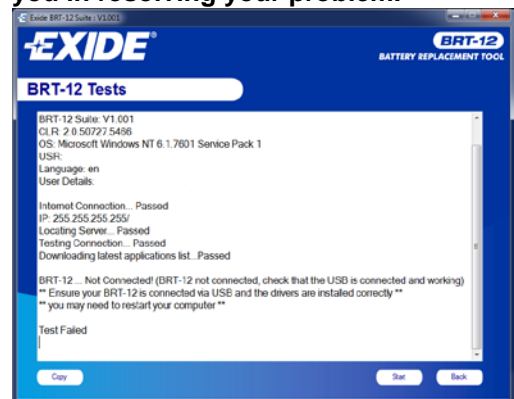 you in resolving your problem.
Exide BRT-12 Suite : V1.001
EXIDE®
BRT-12
BATTERY REPLACEMENT TOOL
BRT-12 Tests
BRT-12 Suite: V1.001
CLR: 2.0.50727.5466
OS: Microsoft Windows NT 6.1.7601 Service Pack 1
USR:
Language: en
User Details:
Internet Connection... Passed
IP: 255.255.255.255/
Locating Server... Passed
Testing Connection... Passed
Downloading latest applications list...Passed
BRT-12 ... Not Connected! (BRT-12 not connected, check that the USB is connected and working)
** Ensure your BRT-12 is connected via USB and the drivers are installed correctly **
** you may need to restart your computer **
Test Failed
Copy
Start
Back